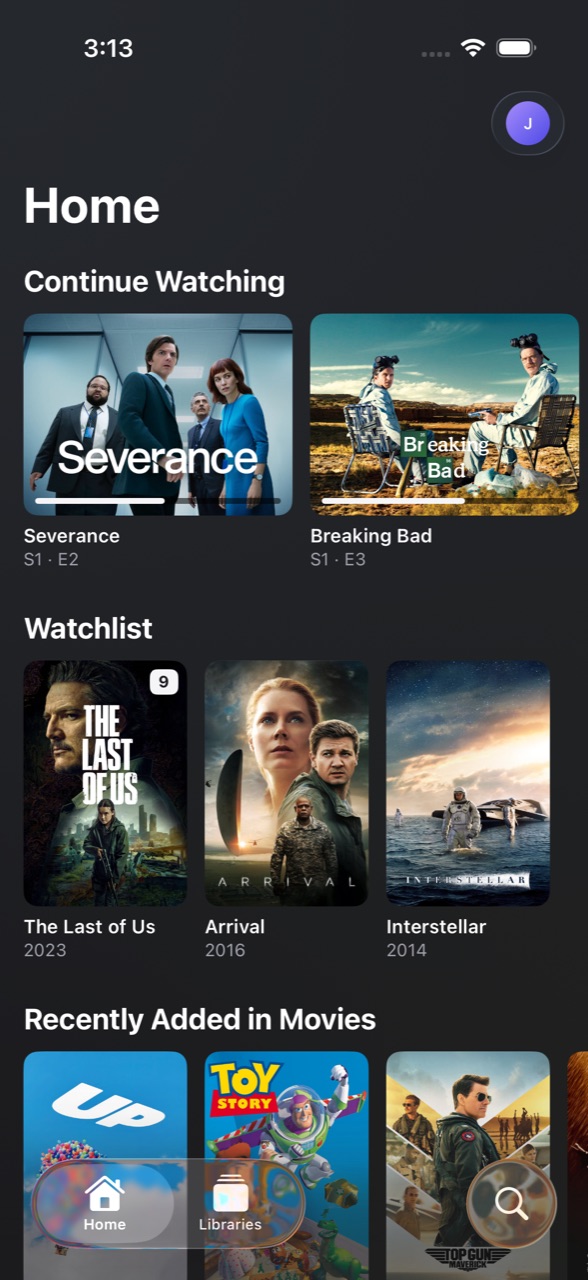 3:13
J
Home
Continue Watching
Severance
Breaking
Bad
Severance
Breaking Bad
S1 · E2
S1 · E3
Watchlist
9
THE
LAST
OF US
ARRIVAL
INTERSTELLAR
The Last of Us
Arrival
Interstellar
2023
2016
2014
Recently Added in Movies
UP
TOY
STORY
Home
Libraries
TOP GUN
MAVERICK